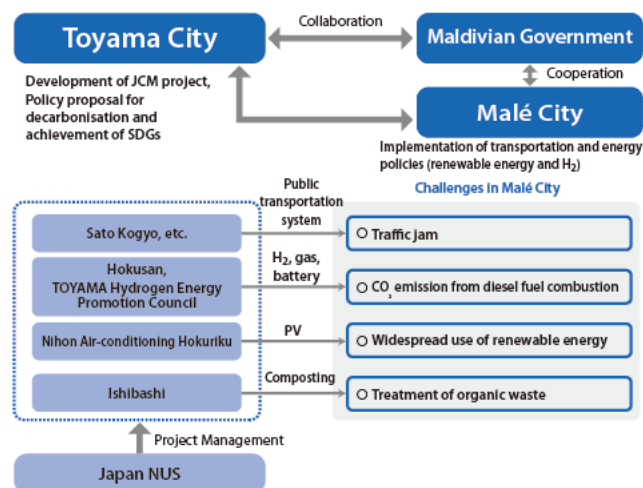 Toyama City
Collaboration
Maldivian Government
Cooperation
Development of JCM project,
Policy proposal for
decarbonisation and
achievement of SDGs
Malé City
Implementation of transportation and energy
policies (renewable energy and H₂)
Public
transportation
system
Challenges in Malé City
Sato Kogyo, etc.
Traffic jam
H₂, gas,
battery
Hokusan,
TOYAMA Hydrogen Energy
Promotion Council
CO₂ emission from diesel fuel combustion
Nihon Air-conditioning Hokuriku
PV
Widespread use of renewable energy
Ishibashi
Composting
Treatment of organic waste
Project Management
Japan NUS